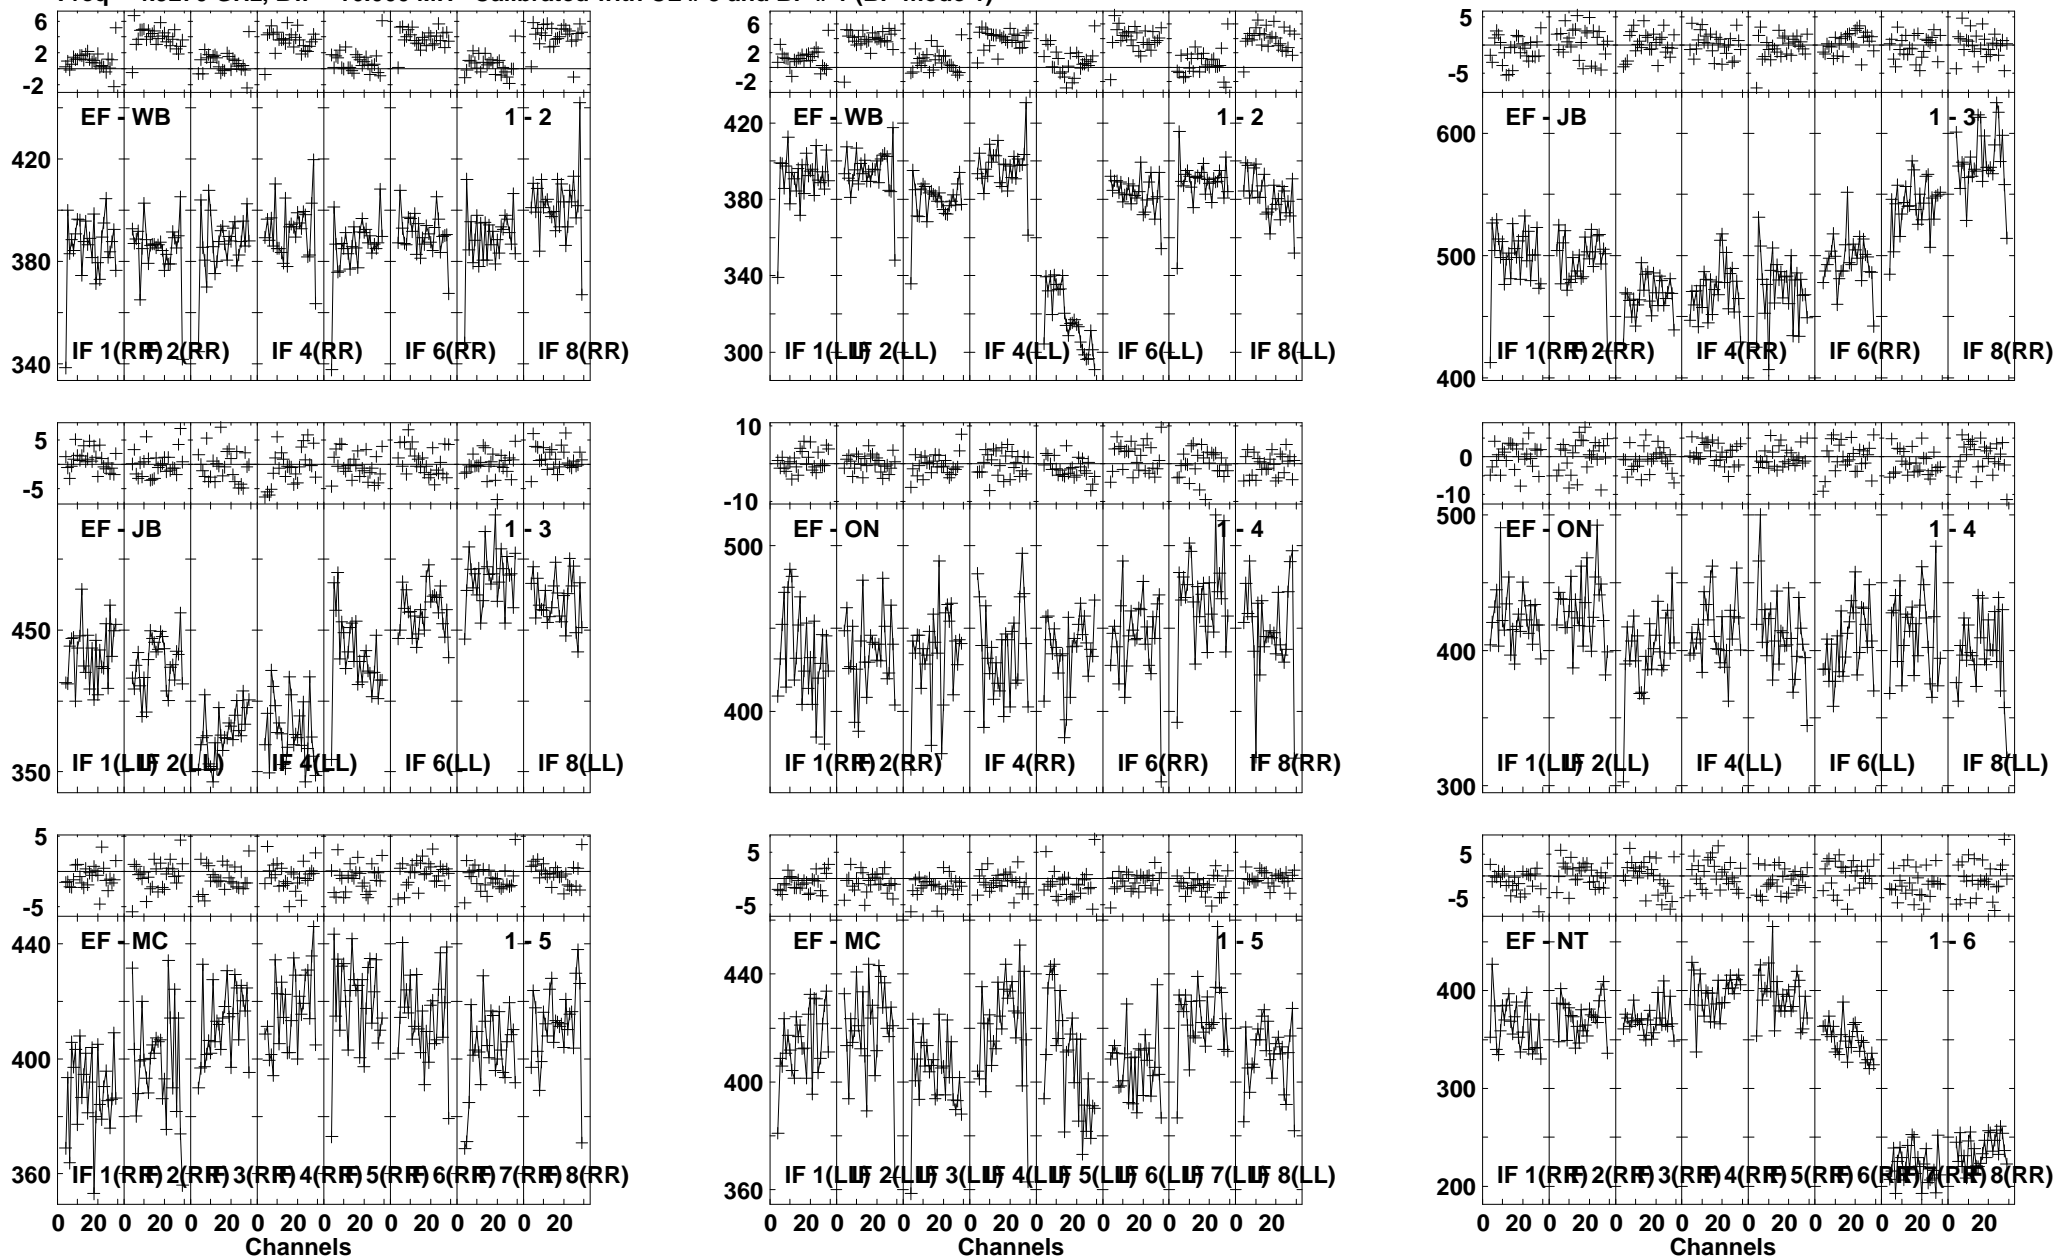 6 6 5
2 2
-2 -2 -5
EF - WB 1 - 2 EF - WB 1 - 2 EF - JB 1 - 3
420 420 600
380 380 500
340
340 300 400
IF 1(RR) IF 2(RR) IF 4(RR) IF 6(RR) IF 8(RR) IF 1(LL) IF 2(LL) IF 4(LL) IF 6(LL) IF 8(LL) IF 1(RR) IF 2(RR) IF 4(RR) IF 6(RR) IF 8(RR)
5 10 0
-5 -10 -10
EF - JB 1 - 3 EF - ON 1 - 4 EF - ON 1 - 4
450 500 500
350 400 400
300
IF 1(LL) IF 2(LL) IF 4(LL) IF 6(LL) IF 8(LL) IF 1(RR) IF 2(RR) IF 4(RR) IF 6(RR) IF 8(RR) IF 1(LL) IF 2(LL) IF 4(LL) IF 6(LL) IF 8(LL)
5 5 5
-5 -5 -5
EF - MC 1 - 5 EF - MC 1 - 5 EF - NT 1 - 6
440 440 400
400 400 300
360 360 200
IF 1(RR) IF 2(RR) IF 3(RR) IF 4(RR) IF 5(RR) IF 6(RR) IF 7(RR) IF 8(RR) IF 1(LL) IF 2(LL) IF 3(LL) IF 4(LL) IF 5(LL) IF 6(LL) IF 7(LL) IF 8(LL) IF 1(RR) IF 2(RR) IF 3(RR) IF 4(RR) IF 5(RR) IF 6(RR) IF 7(RR) IF 8(RR)
0 20 0 20 0 20 0 20 0 20 0 20 0 20 0 20 0 20 0 20 0 20 0 20 0 20 0 20 0 20 0 20 0 20 0 20 0 20 0 20 0 20 0 20 0 20 0 20
Channels Channels Channels